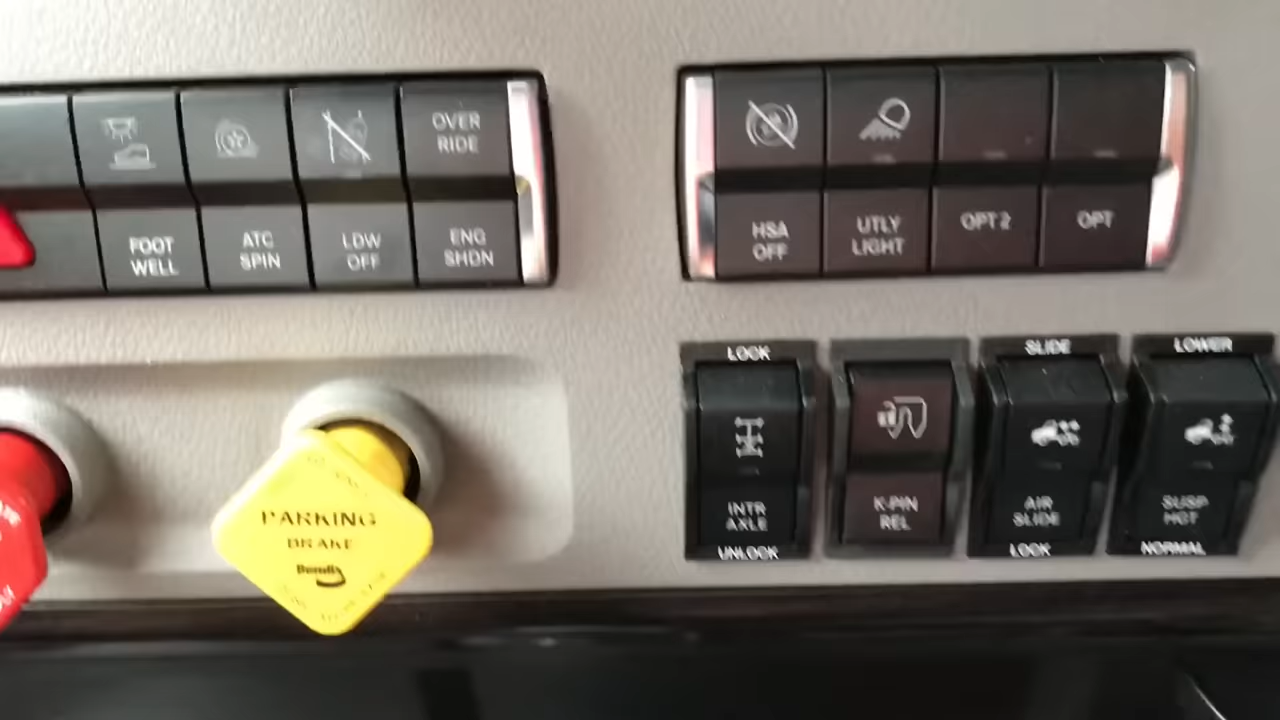 OVER
RIDE
FOOT
WELL
ATC
SPIN
LDW
OFF
ENG
SHDN
HSA
OFF
UTLY
LIGHT
OPT 2
OPT
LOCK
INTR
AXLE
UNLOCK
K-PIN
REL
SLIDE
AIR
SLIDE
LOCK
LOWER
SUSP
HGT
NORMAL
PARKING
BRAKE
Bendix